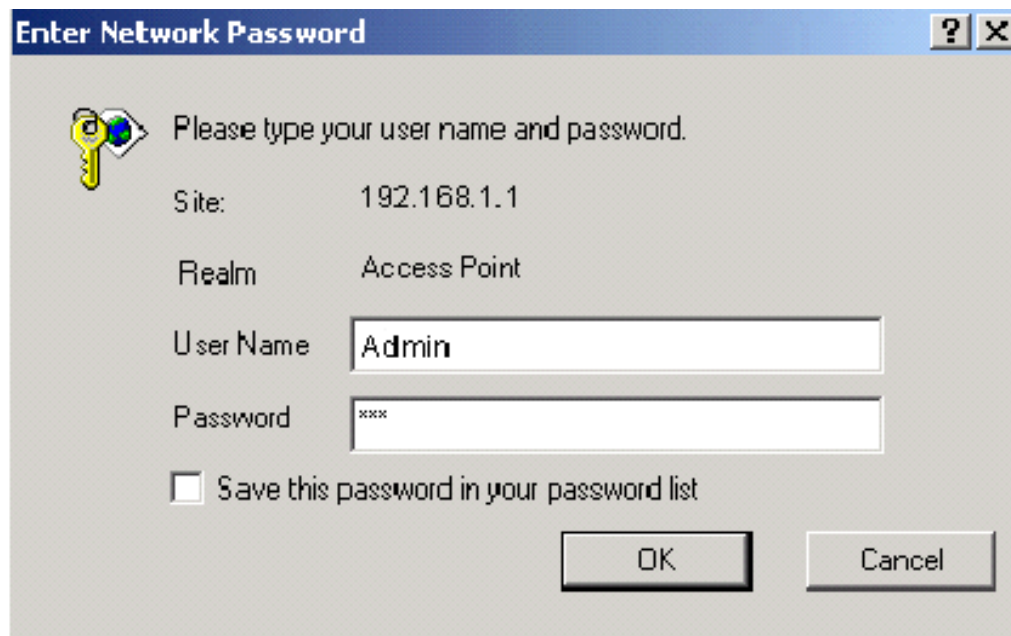 Enter Network Password
Please type your user name and password.
Site: 192.168.1.1
Realm Access Point
User Name Admin
Password ***
Save this password in your password list
OK Cancel